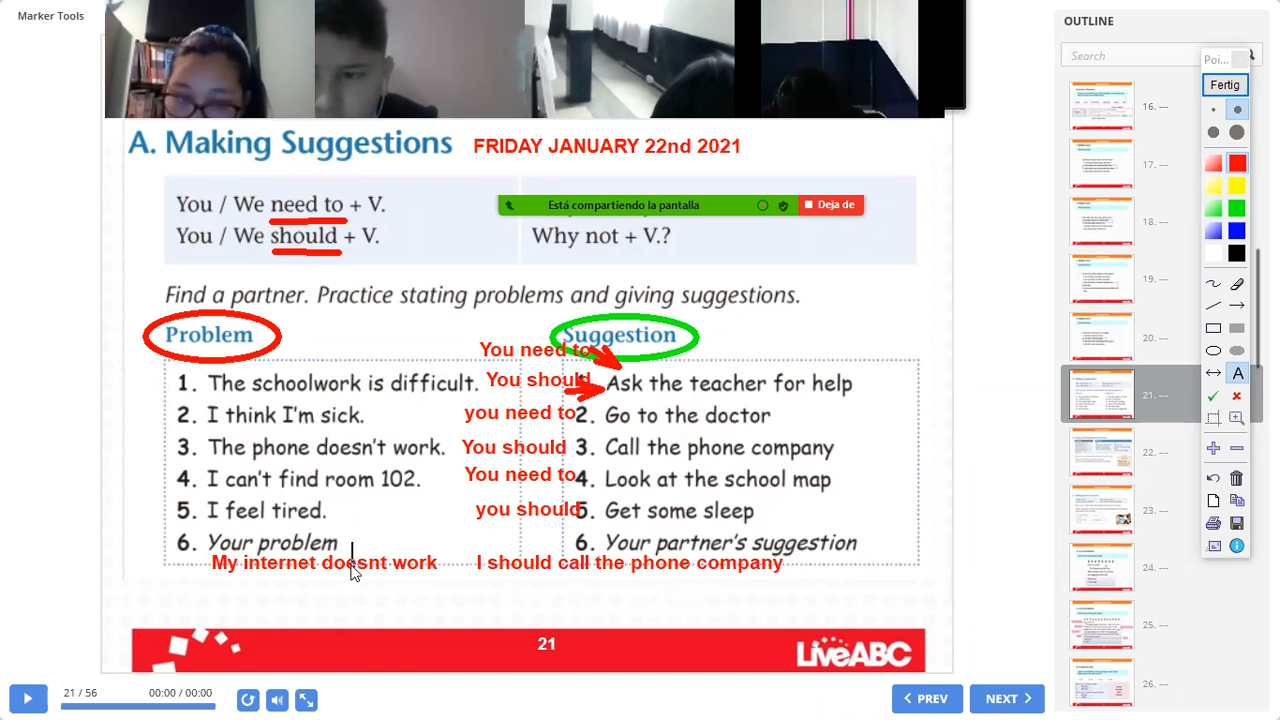 Marker Tools
OUTLINE
Search
Poi...
Fertig
A. Making Suggestions FRIDAY JANUARY 22nd 2021
You / We need to + V.
Está compartiendo la pantalla Deja de
You / We should + V.
Why not + V.?
Find a partner. Practice stating problems and giving suggestions.
Problem
Suggestion
You need to
1. The schoolwork is difficult. You should Ask the teacher for help
2. I think I'm sick. you need to 2. Go to the doctor
3. The phone doesn't work. You should 3. Call the phone company
4. I can't find room 102. You need to 4. Look at the school map
5. I feel tired. you should 5. Get some sleep
6. Your problem 6. Your partner's suggestion
My internet doesnt work I should call the phone company
21
LiveABC
21 / 56 00:00 / 00:00
PREV NEXT
16. ---
17. ---
18. ---
19. ---
20. ---
21. ---
22. ---
23. ---
24. ---
25. ---
26. ---
A